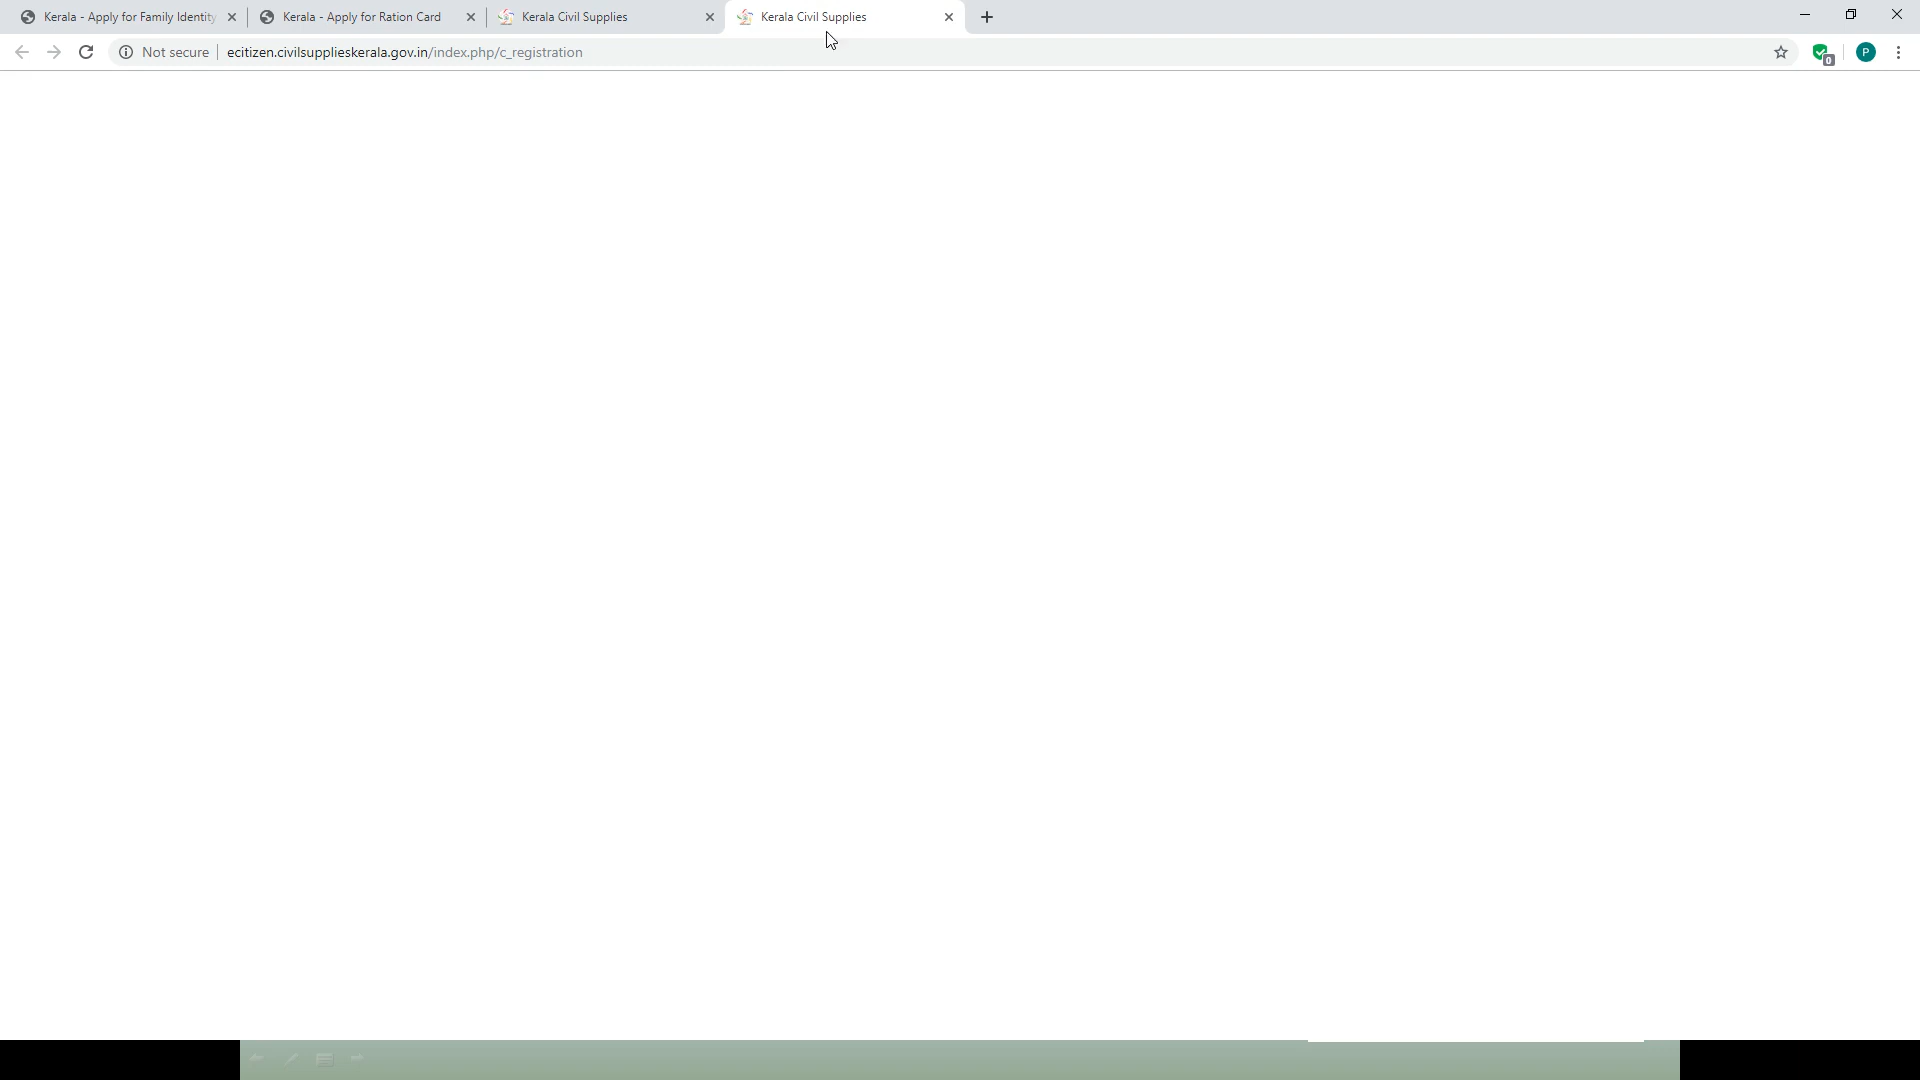 Kerala - Apply for Family Identity
Kerala - Apply for Ration Card
Kerala Civil Supplies
Kerala Civil Supplies
Not secure
ecitizen.civilsupplieskerala.gov.in/index.php/c_registration
0
P